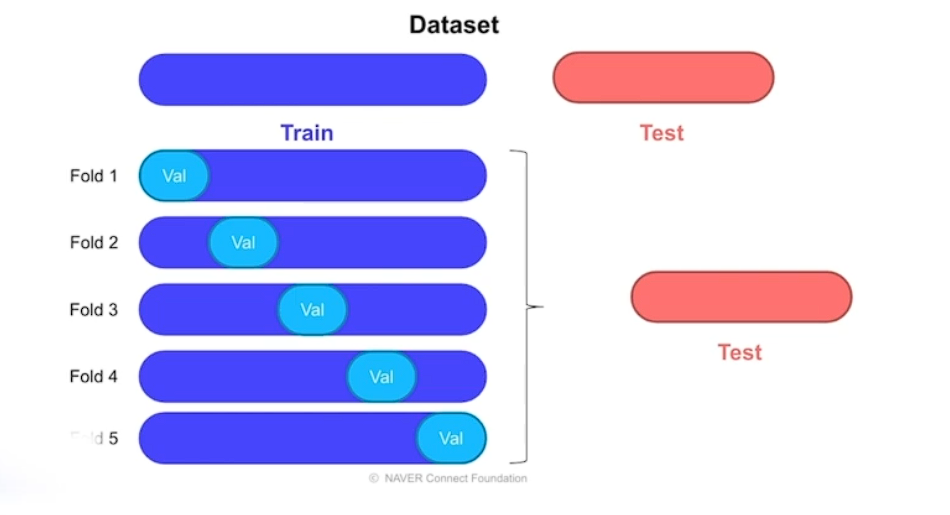 Dataset
Train
Test
Fold 1
Val
Fold 2
Val
Fold 3
Val
Fold 4
Val
Fold 5
Val
Test
© NAVER Connect Foundation